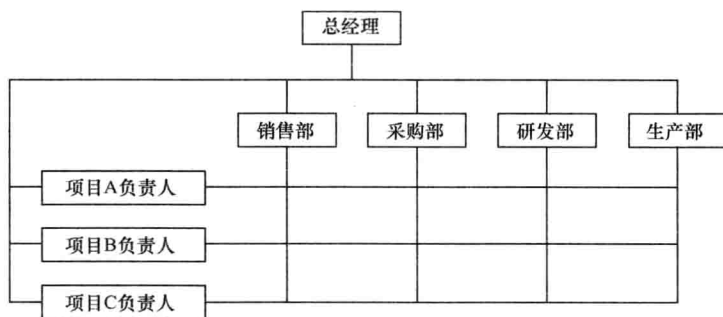 总经理
销售部
采购部
研发部
生产部
项目A负责人
项目B负责人
项目C负责人